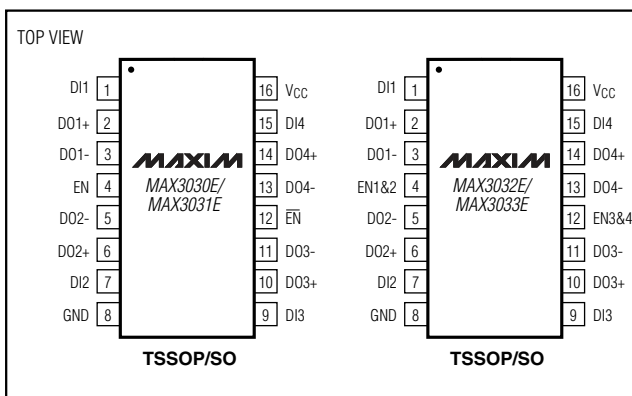 TOP VIEW
DI1 1
DO1+ 2
DO1- 3
EN 4
DO2- 5
DO2+ 6
DI2 7
GND 8
MAXIM
MAX3030E/
MAX3031E
16 VCC
15 DI4
14 DO4+
13 DO4-
12 E̅N̅
11 DO3-
10 DO3+
9 DI3
TSSOP/SO
DI1 1
DO1+ 2
DO1- 3
EN1&2 4
DO2- 5
DO2+ 6
DI2 7
GND 8
MAXIM
MAX3032E/
MAX3033E
16 VCC
15 DI4
14 DO4+
13 DO4-
12 EN3&4
11 DO3-
10 DO3+
9 DI3
TSSOP/SO